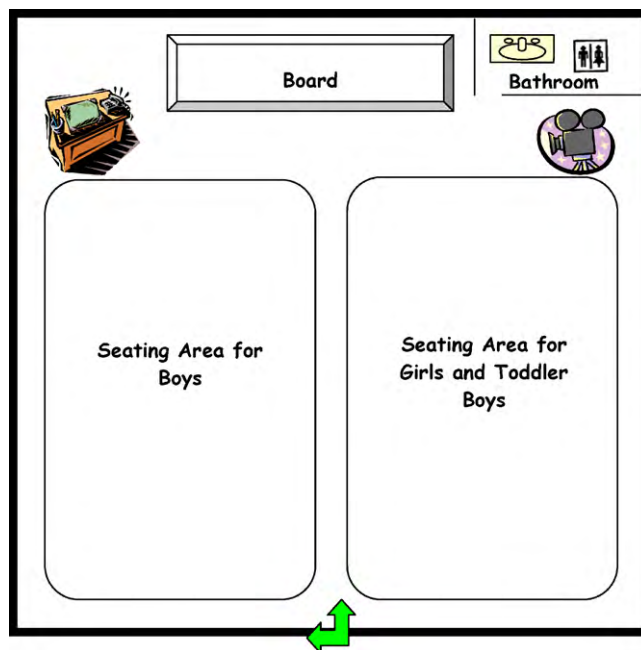 Board
Bathroom
Seating Area for
Boys
Seating Area for
Girls and Toddler
Boys